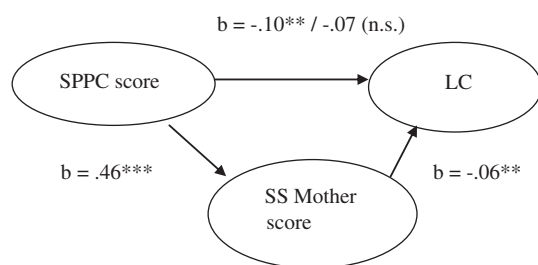 b = -.10** / -.07 (n.s.)
SPPC score
LC
b = .46***
b = -.06**
SS Mother
score